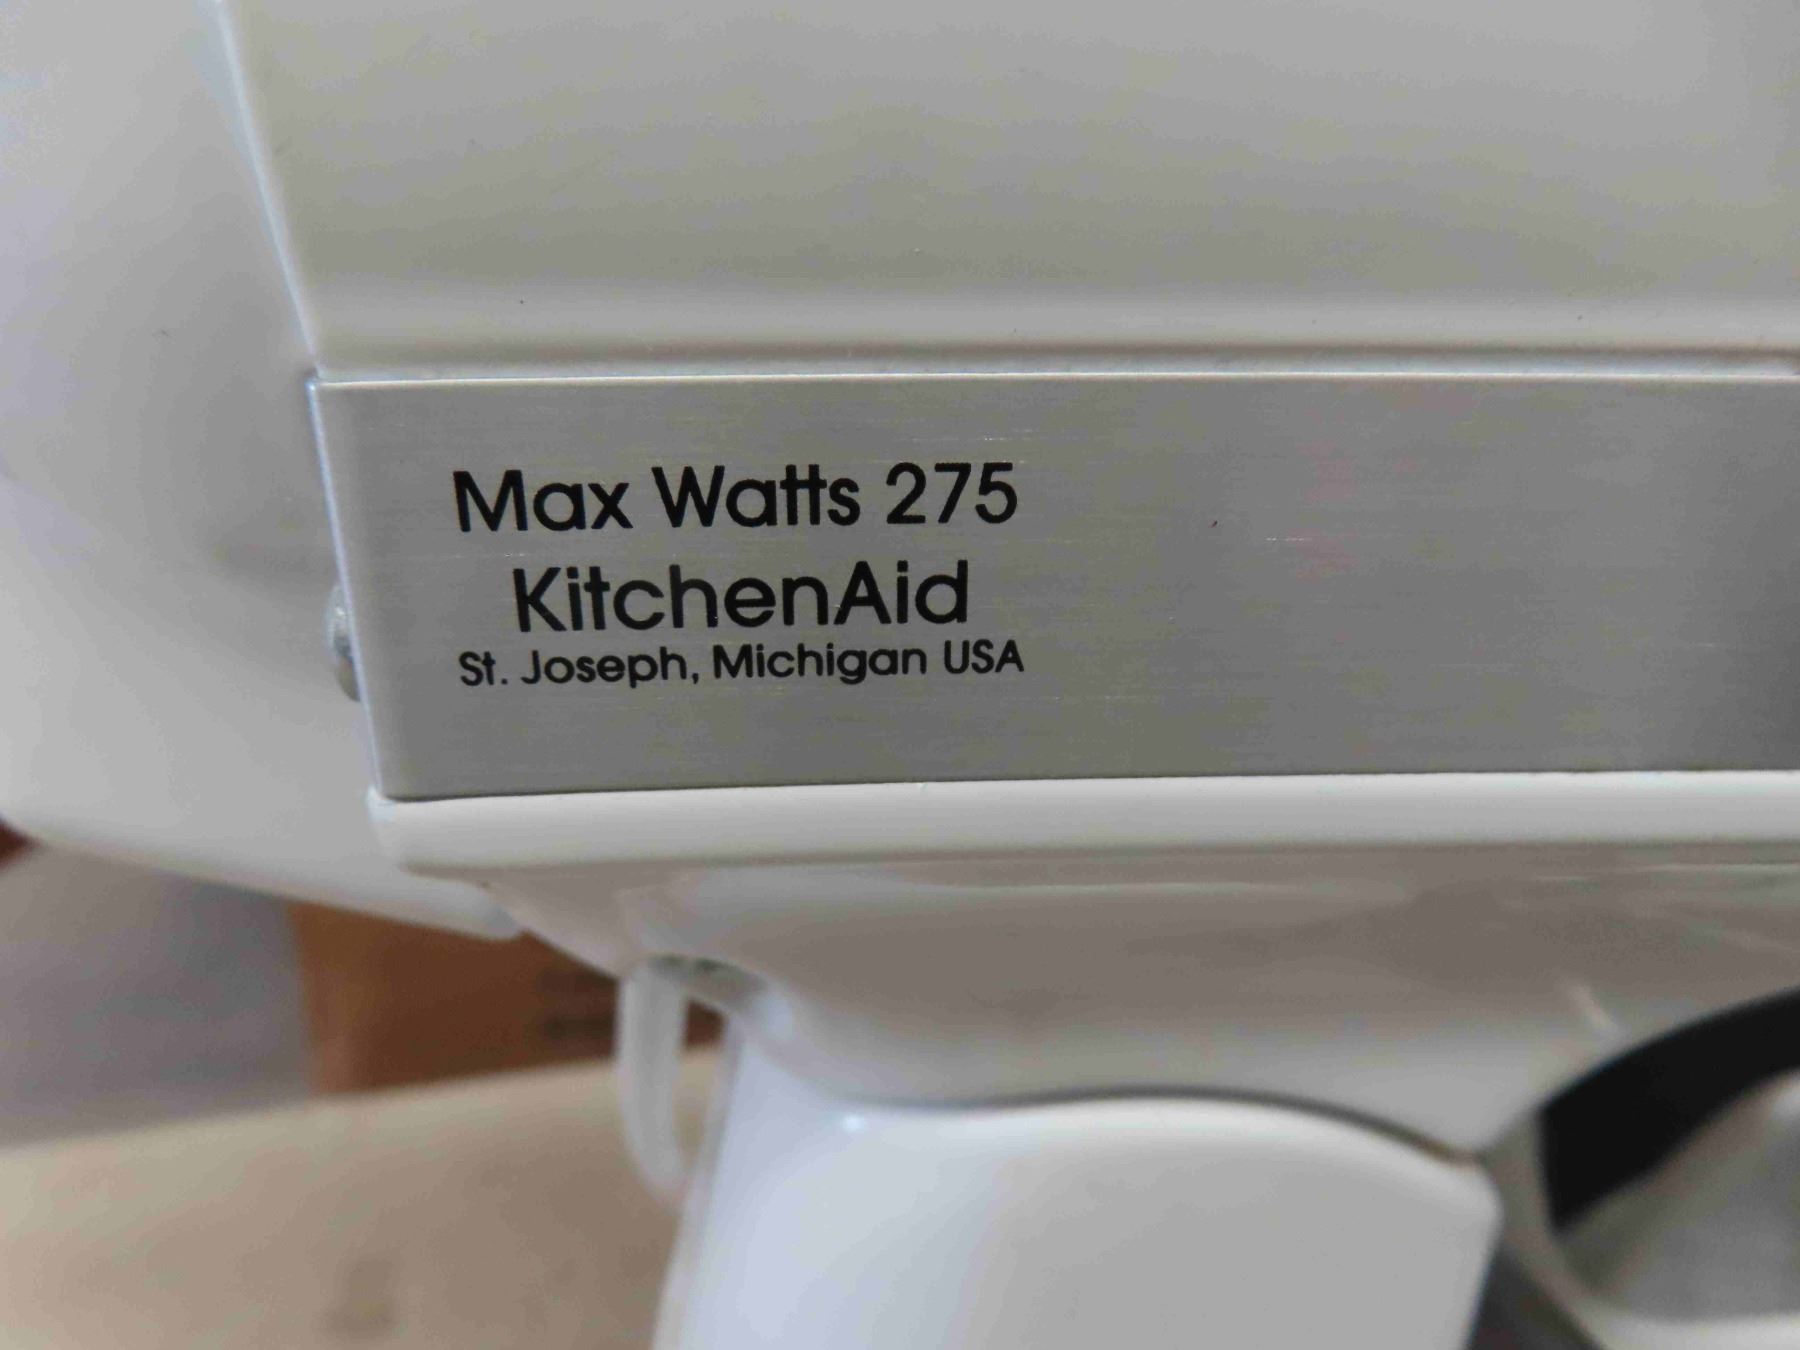 Max Watts 275
KitchenAid
St. Joseph, Michigan USA